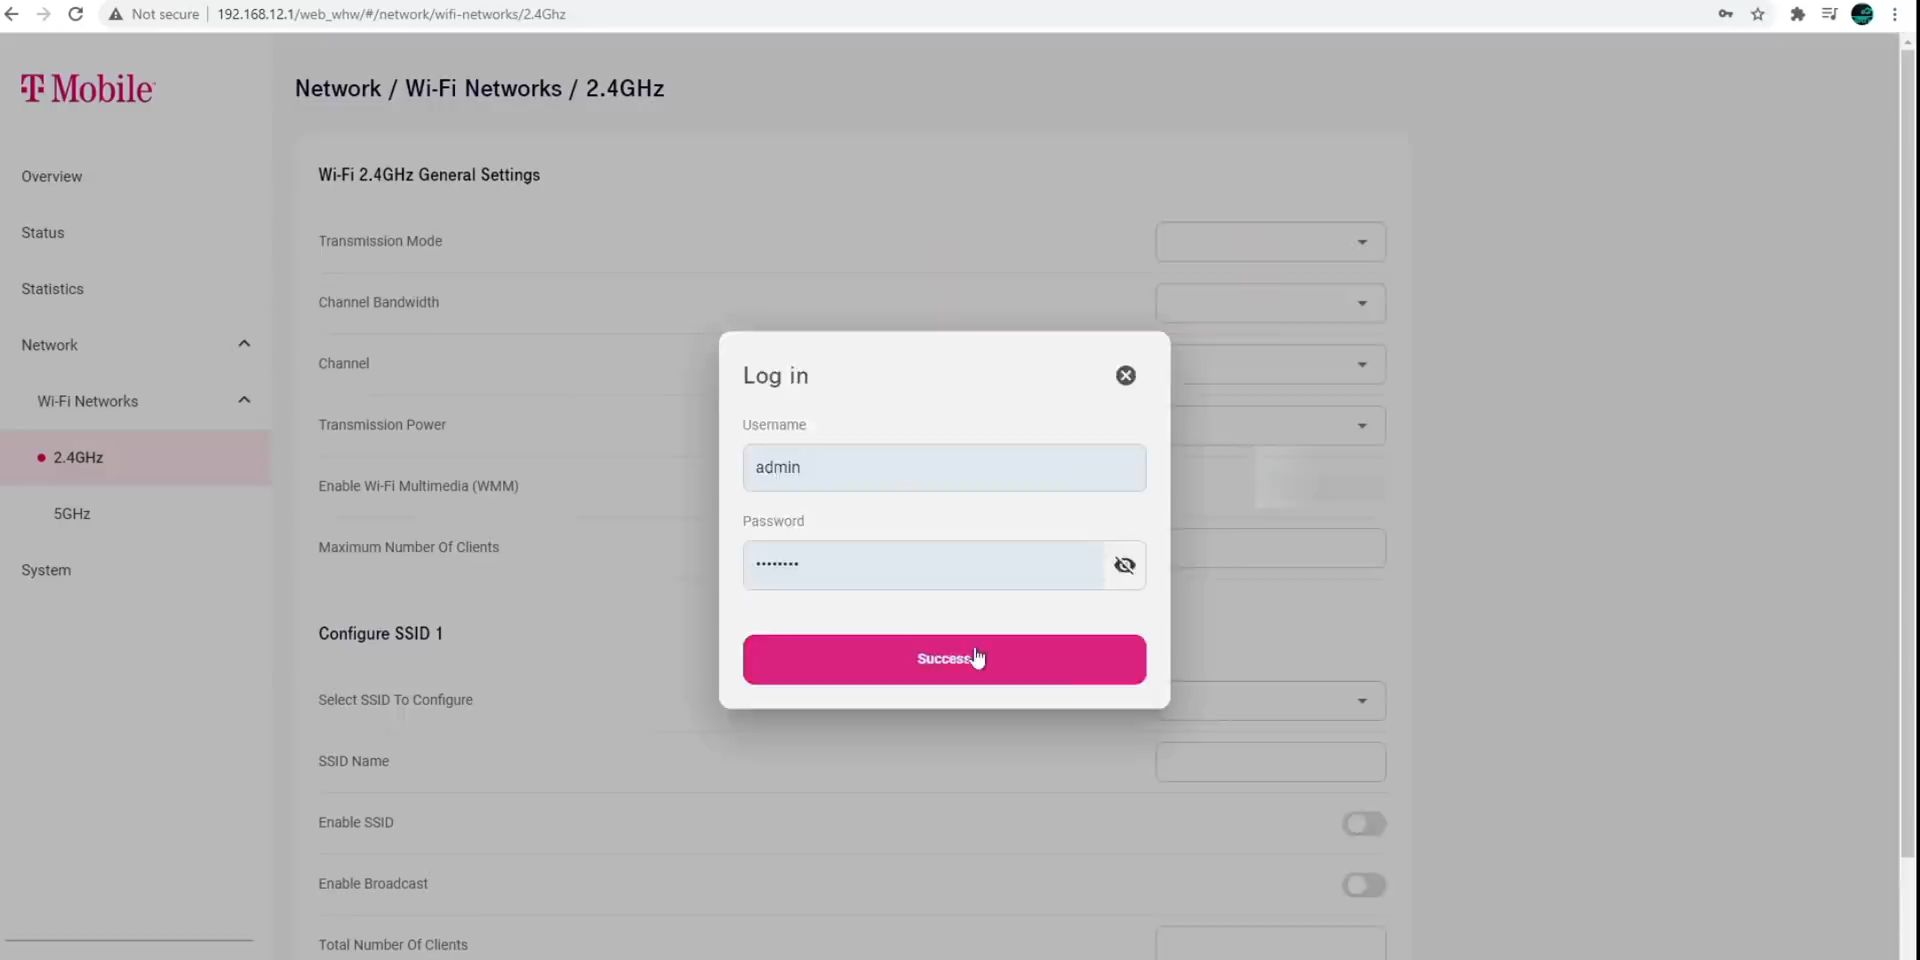 Not secure
192.168.12.1/web_whw/#/network/wifi-networks/2.4Ghz
T Mobile
Network / Wi-Fi Networks / 2.4GHz
Overview
Status
Statistics
Network
Wi-Fi Networks
2.4GHz
5GHz
System
Wi-Fi 2.4GHz General Settings
Transmission Mode
Channel Bandwidth
Channel
Transmission Power
Enable Wi-Fi Multimedia (WMM)
Maximum Number Of Clients
Configure SSID 1
Select SSID To Configure
SSID Name
Enable SSID
Enable Broadcast
Total Number Of Clients
Log in
Username
admin
Password
••••••••
Success